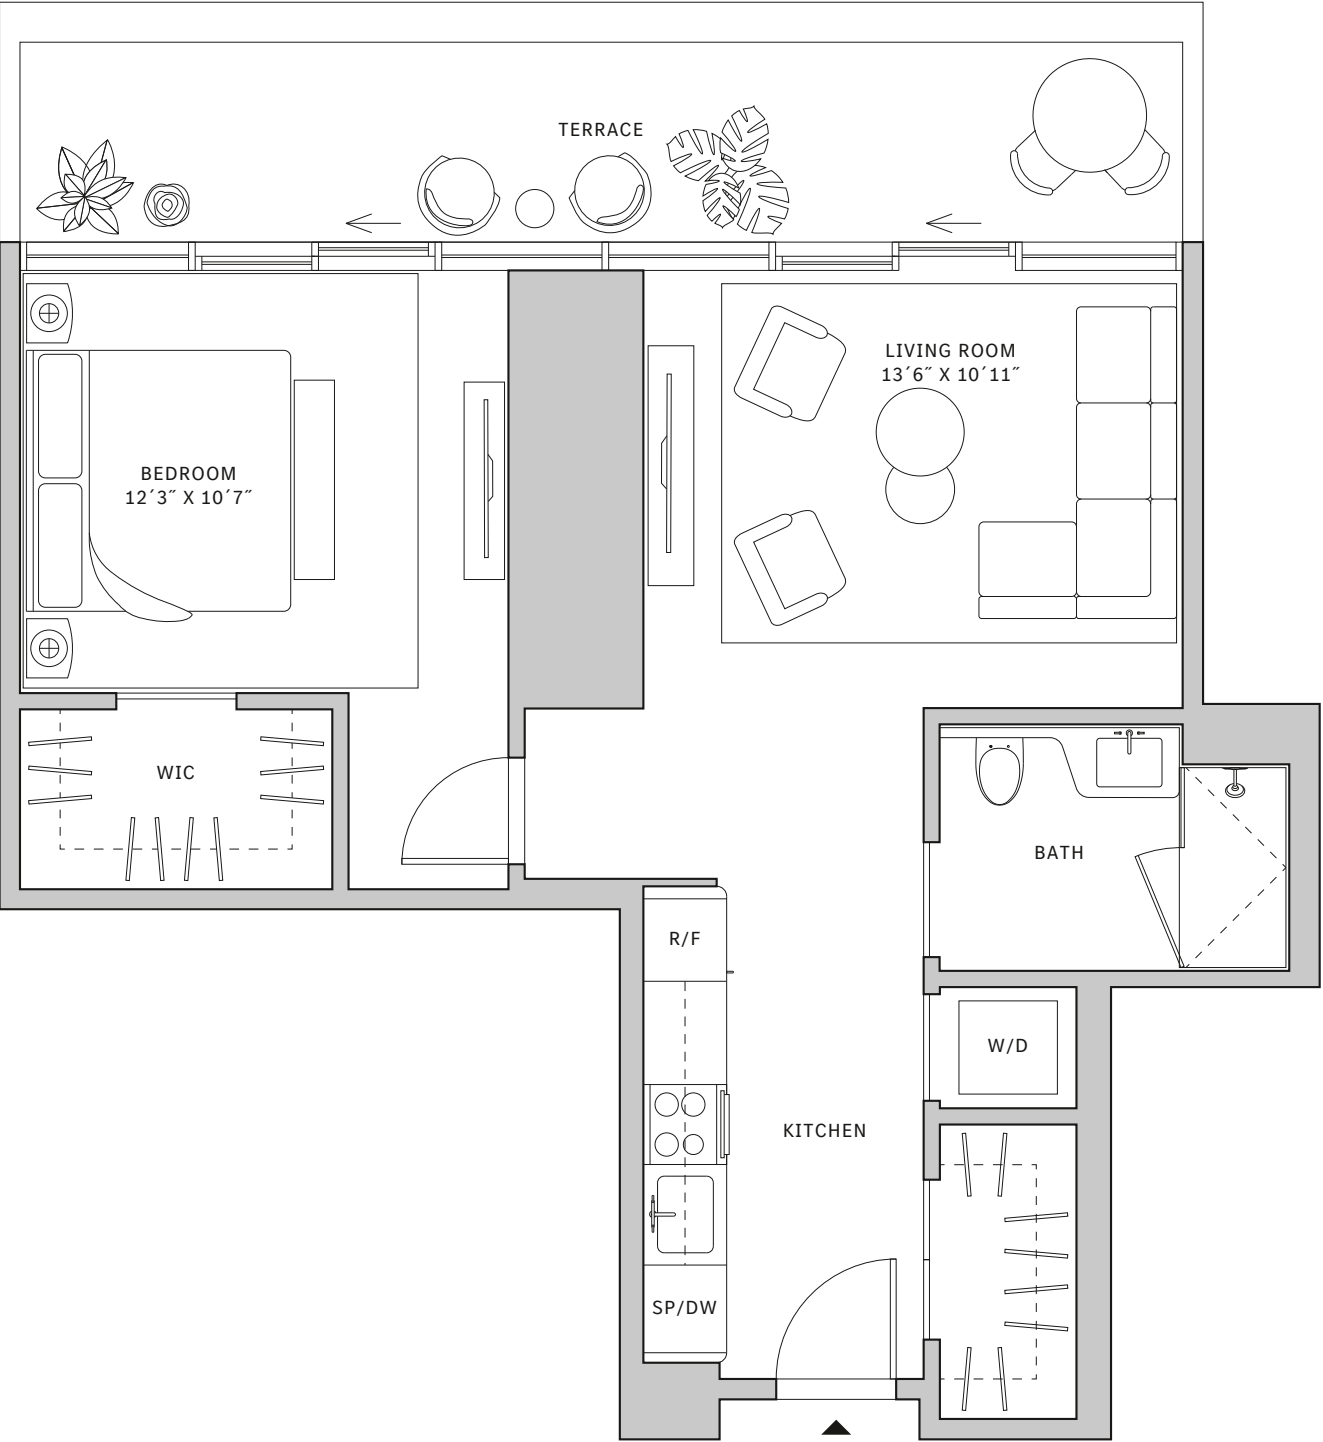 TERRACE
LIVING ROOM
13´6˝ X 10´11˝
BEDROOM
12´3˝ X 10´7˝
WIC
BATH
R/F
W/D
KITCHEN
SP/DW